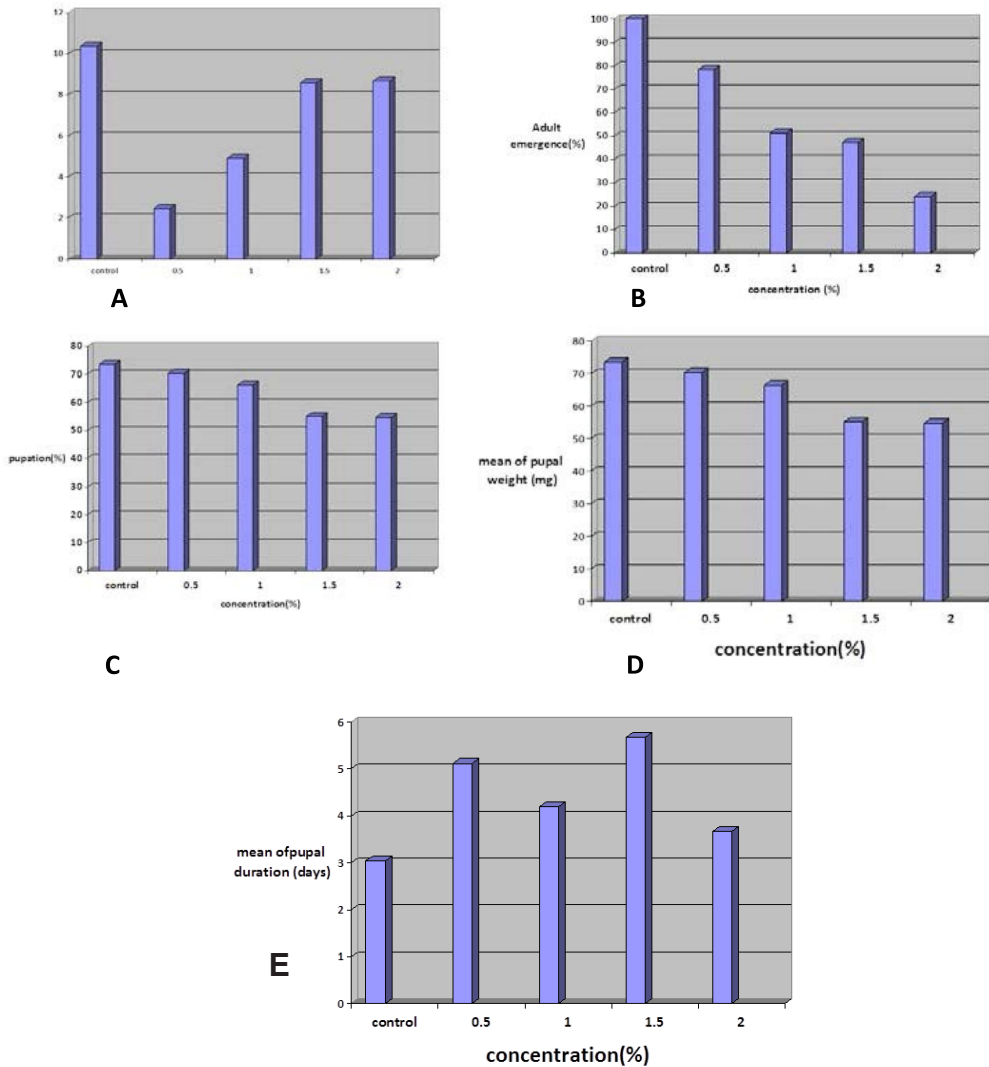 12
10
8
6
4
2
0
control 0.5 1 1.5 2
A
100
90
80
70
60
50
40
30
20
10
0
Adult
emergence(%)
control 0.5 1 1.5 2
concentration (%)
B
80
70
60
50
40
30
20
10
0
pupation(%)
control 0.5 1 1.5 2
concentration(%)
C
80
70
60
50
40
30
20
10
0
mean of pupal
weight (mg)
control 0.5 1 1.5 2
concentration(%)
D
6
5
4
3
2
1
0
mean ofpupal
duration (days)
E
control 0.5 1 1.5 2
concentration(%)